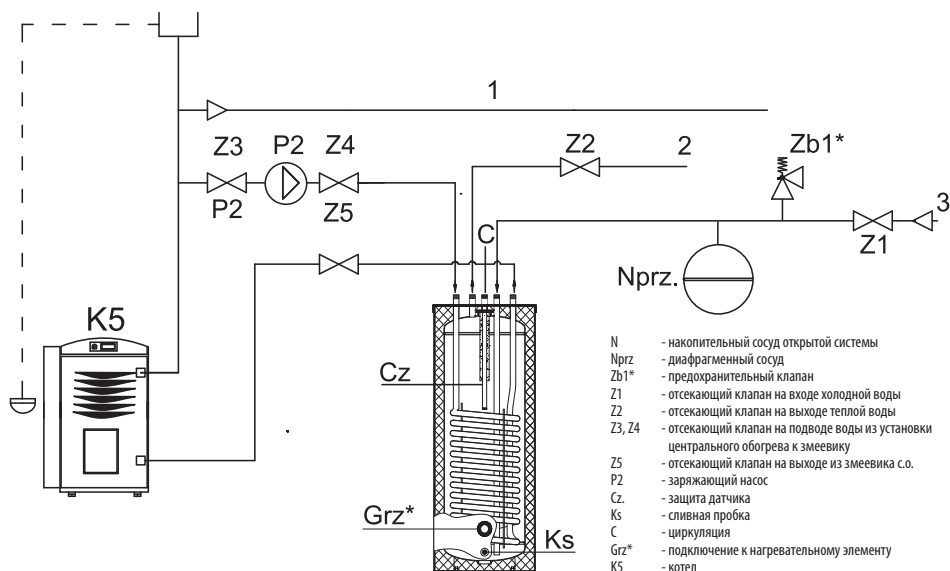 1
Z3
P2
Z4
Z2
2
Zb1*
P2
Z5
C
3
Z1
Nprz.
K5
Cz
Grz*
Ks
N - накопительный сосуд открытой системы
Nprz - диафрагменный сосуд
Zb1* - предохранительный клапан
Z1 - отсекающий клапан на входе холодной воды
Z2 - отсекающий клапан на выходе теплой воды
Z3, Z4 - отсекающий клапан на подводе воды из установки
центрального обогрева к змеевику
Z5 - отсекающий клапан на выходе из змеевика с.о.
P2 - заряжающий насос
Cz. - защита датчика
Ks - сливная пробка
C - циркуляция
Grz* - подключение к нагревательному элементу
K5 - котел